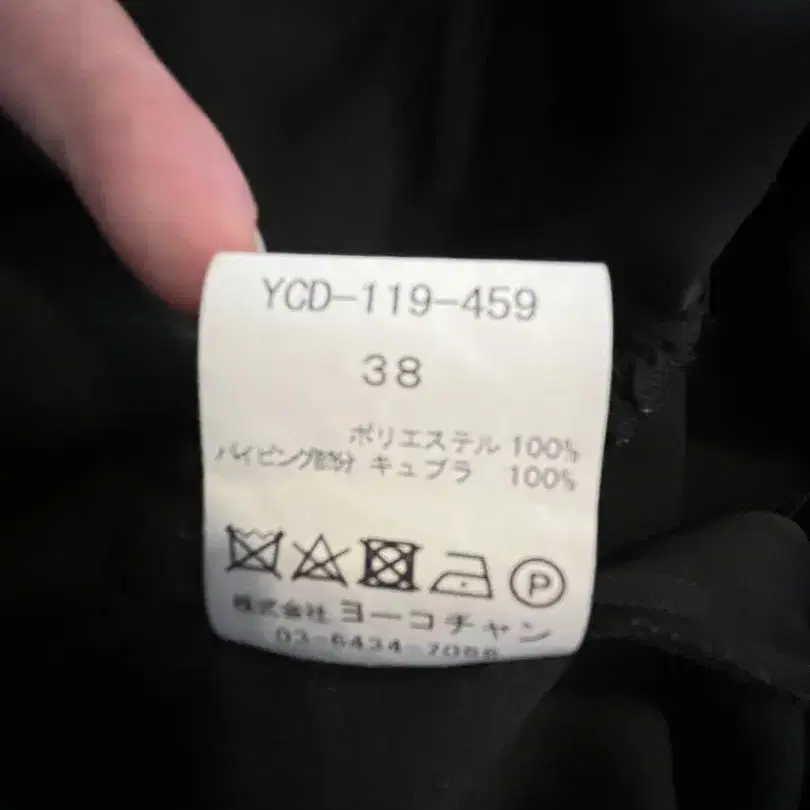 YCD-119-459
38
ポリエステル 100%
パイピング部分 キュプラ 100%
P
株式会社 ヨーコチャン
03-6434-7066